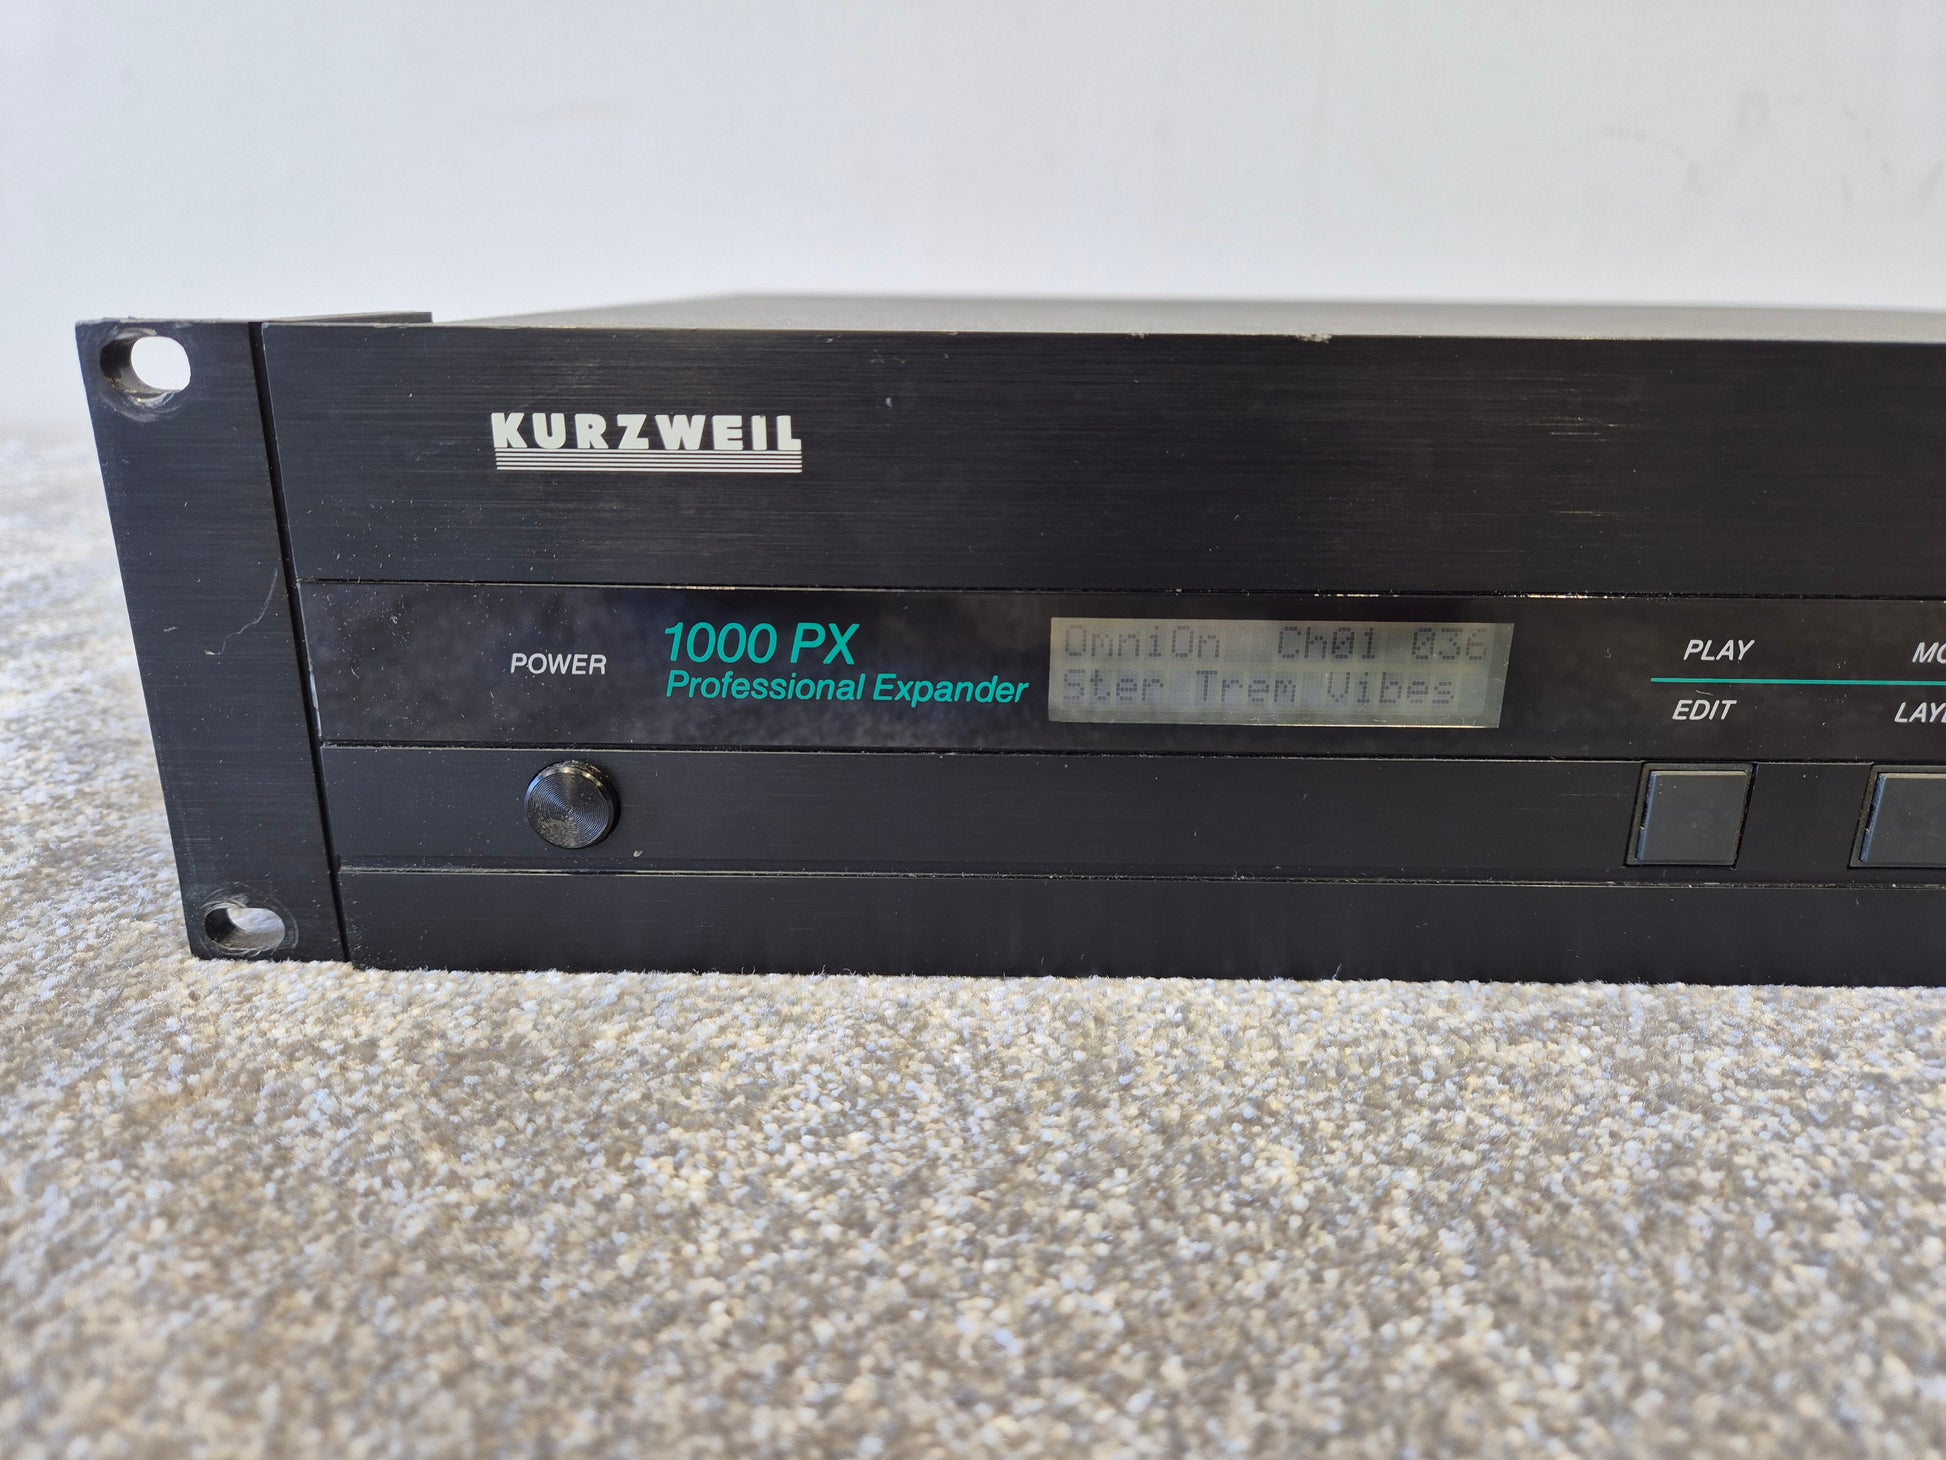 KURZWEIL
POWER
1000 PX
Professional Expander
OmniOn Ch01 036
Ster Trem Vibes
PLAY
EDIT